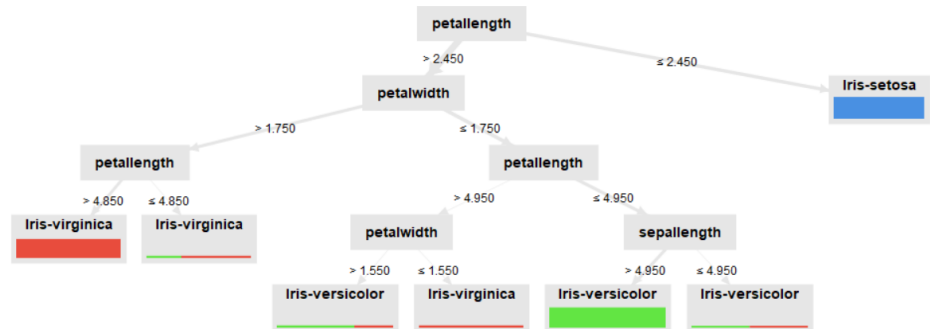 petallength
> 2.450
≤ 2.450
petalwidth
Iris-setosa
> 1.750
≤ 1.750
petallength
petallength
> 4.850
≤ 4.850
> 4.950
≤ 4.950
Iris-virginica
Iris-virginica
petalwidth
sepallength
> 1.550
≤ 1.550
> 4.950
≤ 4.950
Iris-versicolor
Iris-virginica
Iris-versicolor
Iris-versicolor